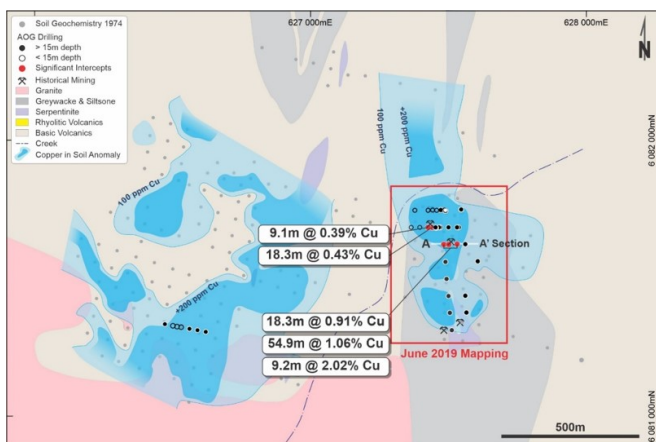 627 000mE
628 000mE
Soil Geochemistry 1974
AOG Drilling
> 15m depth
< 15m depth
Significant Intercepts
Historical Mining
Granite
Greywacke & Siltsone
Serpentinite
Rhyolitic Volcanics
Basic Volcanics
Creek
Copper in Soil Anomaly
N
6 082 000mN
100 ppm Cu
+200 ppm Cu
100 ppm Cu
9.1m @ 0.39% Cu
18.3m @ 0.43% Cu
A
A' Section
+200 ppm Cu
18.3m @ 0.91% Cu
54.9m @ 1.06% Cu
9.2m @ 2.02% Cu
June 2019 Mapping
6 081 000mN
500m